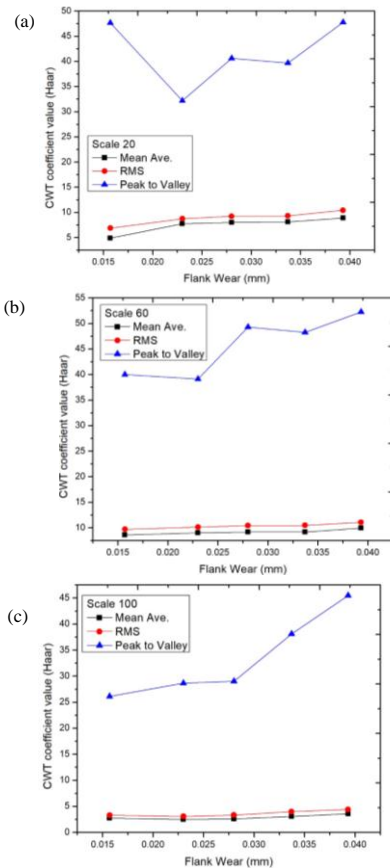 (a)
CWT coefficient value (Haar)
50
45
40
35
30
25
20
15
10
5
Scale 20
Mean Ave.
RMS
Peak to Valley
0.015 0.020 0.025 0.030 0.035 0.040
Flank Wear (mm)
(b)
CWT coefficient value (Haar)
55
50
45
40
35
30
25
20
15
10
Scale 60
Mean Ave.
RMS
Peak to Valley
0.015 0.020 0.025 0.030 0.035 0.040
Flank Wear (mm)
(c)
CWT coefficient value (Haar)
45
40
35
30
25
20
15
10
5
0
Scale 100
Mean Ave.
RMS
Peak to Valley
0.015 0.020 0.025 0.030 0.035 0.040
Flank Wear (mm)